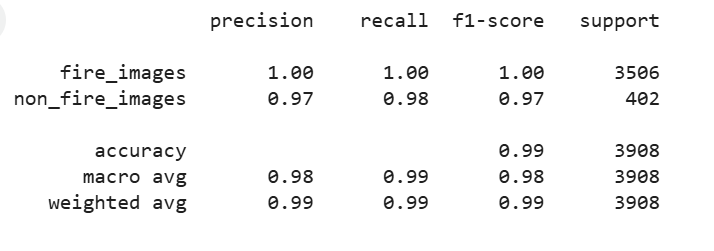 precision recall f1-score support
fire_images 1.00 1.00 1.00 3506
non_fire_images 0.97 0.98 0.97 402
accuracy 0.99 3908
macro avg 0.98 0.99 0.98 3908
weighted avg 0.99 0.99 0.99 3908